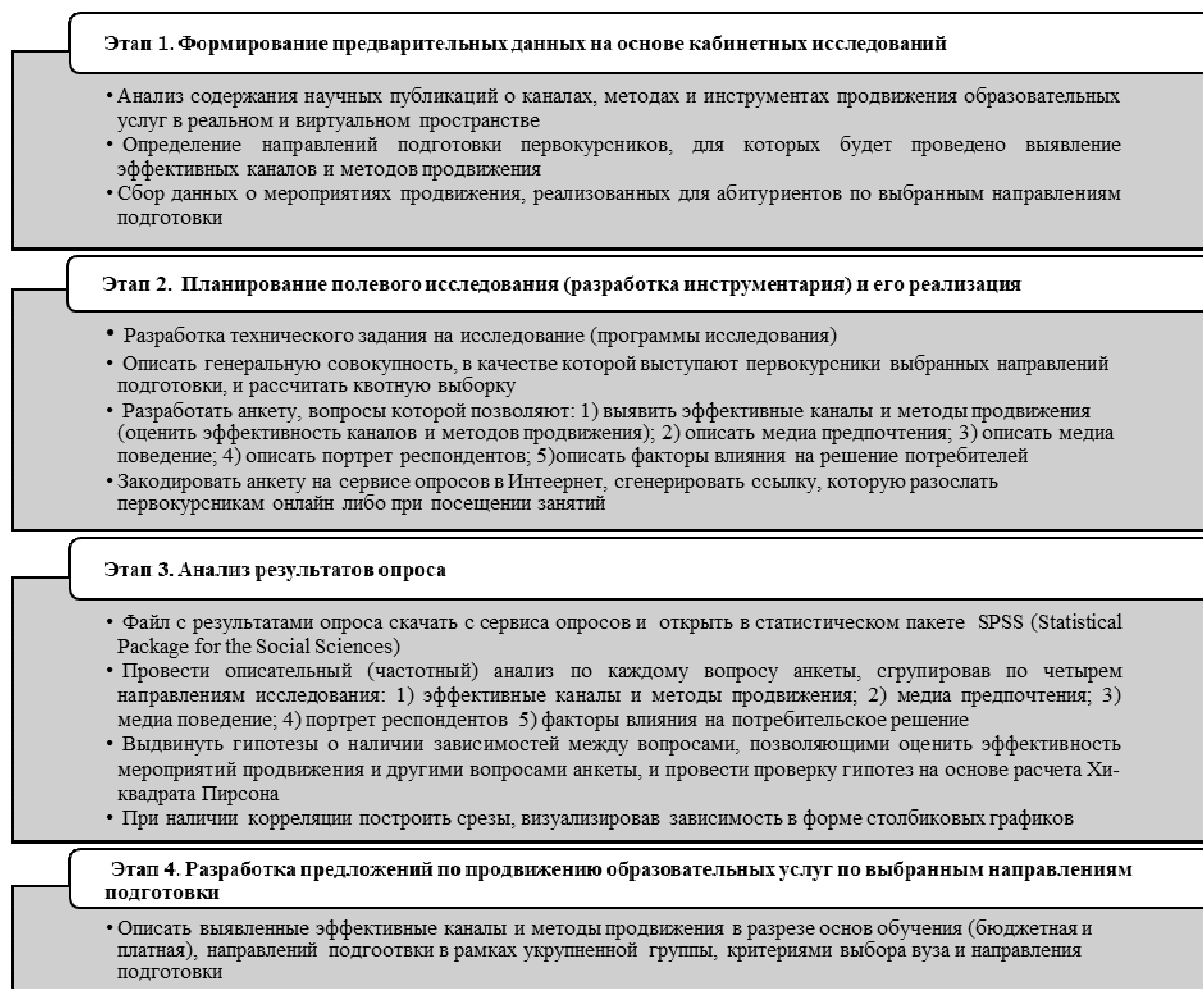 Этап 1. Формирование предварительных данных на основе кабинетных исследований
• Анализ содержания научных публикаций о каналах, методах и инструментах продвижения образовательных
услуг в реальном и виртуальном пространстве
• Определение направлений подготовки первокурсников, для которых будет проведено выявление
эффективных каналов и методов продвижения
• Сбор данных о мероприятиях продвижения, реализованных для абитуриентов по выбранным направлениям
подготовки
Этап 2. Планирование полевого исследования (разработка инструментария) и его реализация
• Разработка технического задания на исследование (программы исследования)
• Описать генеральную совокупность, в качестве которой выступают первокурсники выбранных направлений
подготовки, и рассчитать квотную выборку
• Разработать анкету, вопросы которой позволяют: 1) выявить эффективные каналы и методы продвижения
(оценить эффективность каналов и методов продвижения); 2) описать медиа предпочтения; 3) описать медиа
поведение; 4) описать портрет респондентов; 5)описать факторы влияния на решение потребителей
• Закодировать анкету на сервисе опросов в Интеернет, сгенерировать ссылку, которую разослать
первокурсникам онлайн либо при посещении занятий
Этап 3. Анализ результатов опроса
• Файл с результатами опроса скачать с сервиса опросов и открыть в статистическом пакете SPSS (Statistical
Package for the Social Sciences)
• Провести описательный (частотный) анализ по каждому вопросу анкеты, сгрупировав по четырем
направлениям исследования: 1) эффективные каналы и методы продвижения; 2) медиа предпочтения; 3)
медиа поведение; 4) портрет респондентов 5) факторы влияния на потребительское решение
• Выдвинуть гипотезы о наличии зависимостей между вопросами, позволяющими оценить эффективность
мероприятий продвижения и другими вопросами анкеты, и провести проверку гипотез на основе расчета Хи-
квадрата Пирсона
• При наличии корреляции построить срезы, визуализировав зависимость в форме столбиковых графиков
Этап 4. Разработка предложений по продвижению образовательных услуг по выбранным направлениям
подготовки
• Описать выявленные эффективные каналы и методы продвижения в разрезе основ обучения (бюджетная и
платная), направлений подгоотвки в рамках укрупненной группы, критериями выбора вуза и направления
подготовки